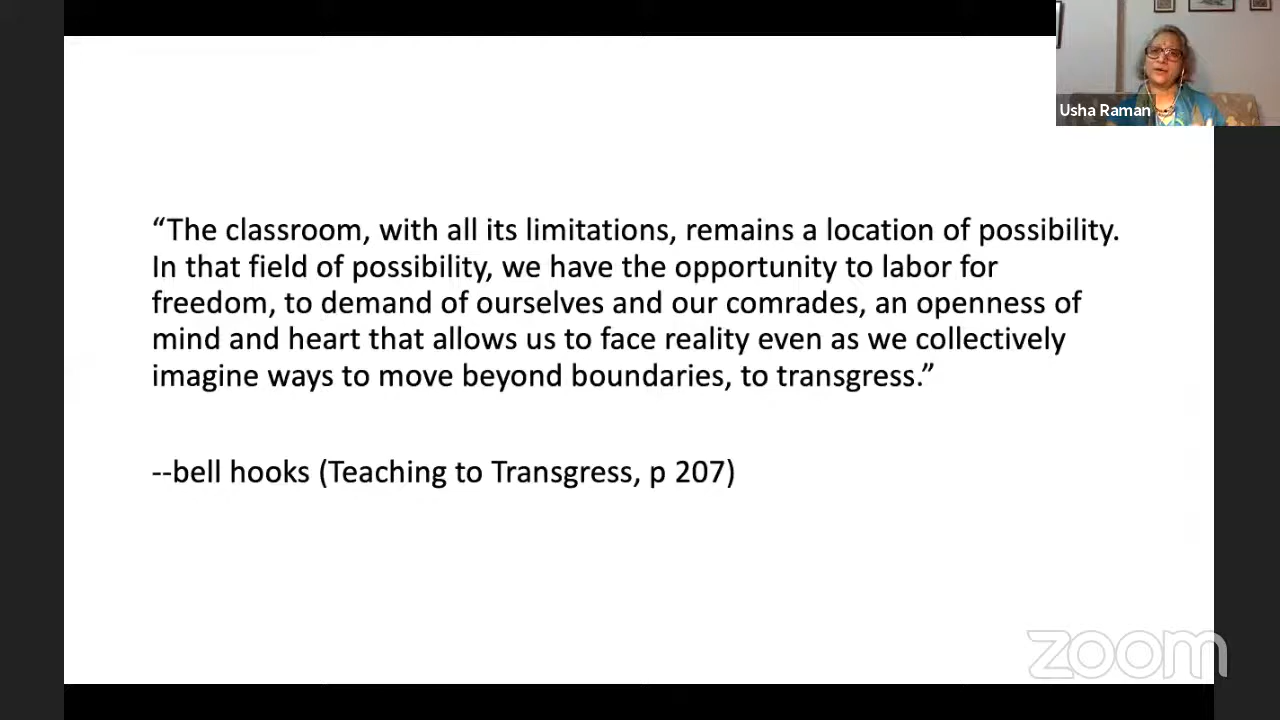 Usha Raman
“The classroom, with all its limitations, remains a location of possibility.
In that field of possibility, we have the opportunity to labor for
freedom, to demand of ourselves and our comrades, an openness of
mind and heart that allows us to face reality even as we collectively
imagine ways to move beyond boundaries, to transgress.”
--bell hooks (Teaching to Transgress, p 207)
zoom